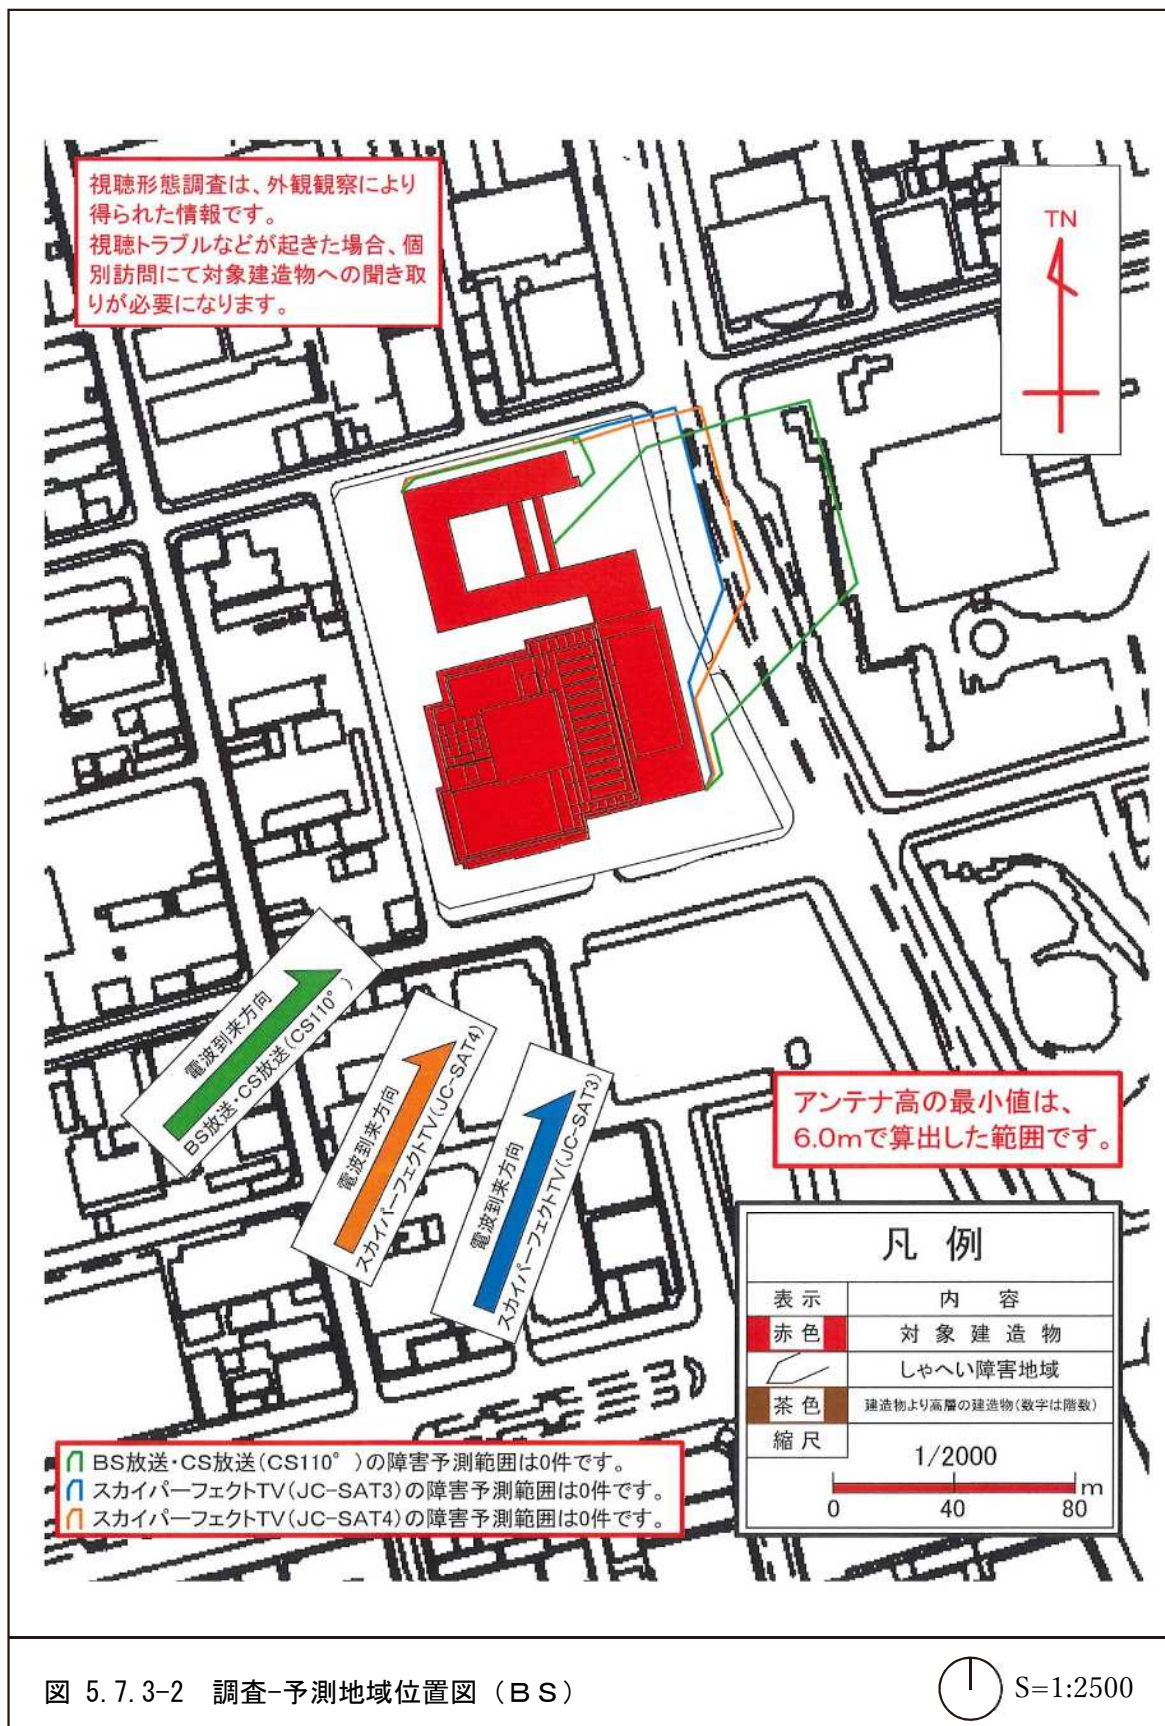 視聴形態調査は、外観観察により
得られた情報です。
視聴トラブルなどが起きた場合、個
別訪問にて対象建造物への聞き取
りが必要になります。
TN
電波到来方向
BS放送・CS放送(CS110°)
電波到来方向
スカイパーフェクトTV(JC-SAT4)
電波到来方向
スカイパーフェクトTV(JC-SAT3)
アンテナ高の最小値は、
6.0mで算出した範囲です。
凡例
表示 内容
赤色 対象建造物
しゃへい障害地域
茶色 建造物より高層の建造物(数字は階数)
縮尺 1/2000
0 40 80 m
BS放送・CS放送(CS110°)の障害予測範囲は0件です。
スカイパーフェクトTV(JC-SAT3)の障害予測範囲は0件です。
スカイパーフェクトTV(JC-SAT4)の障害予測範囲は0件です。
図 5.7.3-2 調査-予測地域位置図（ＢＳ）
S=1:2500